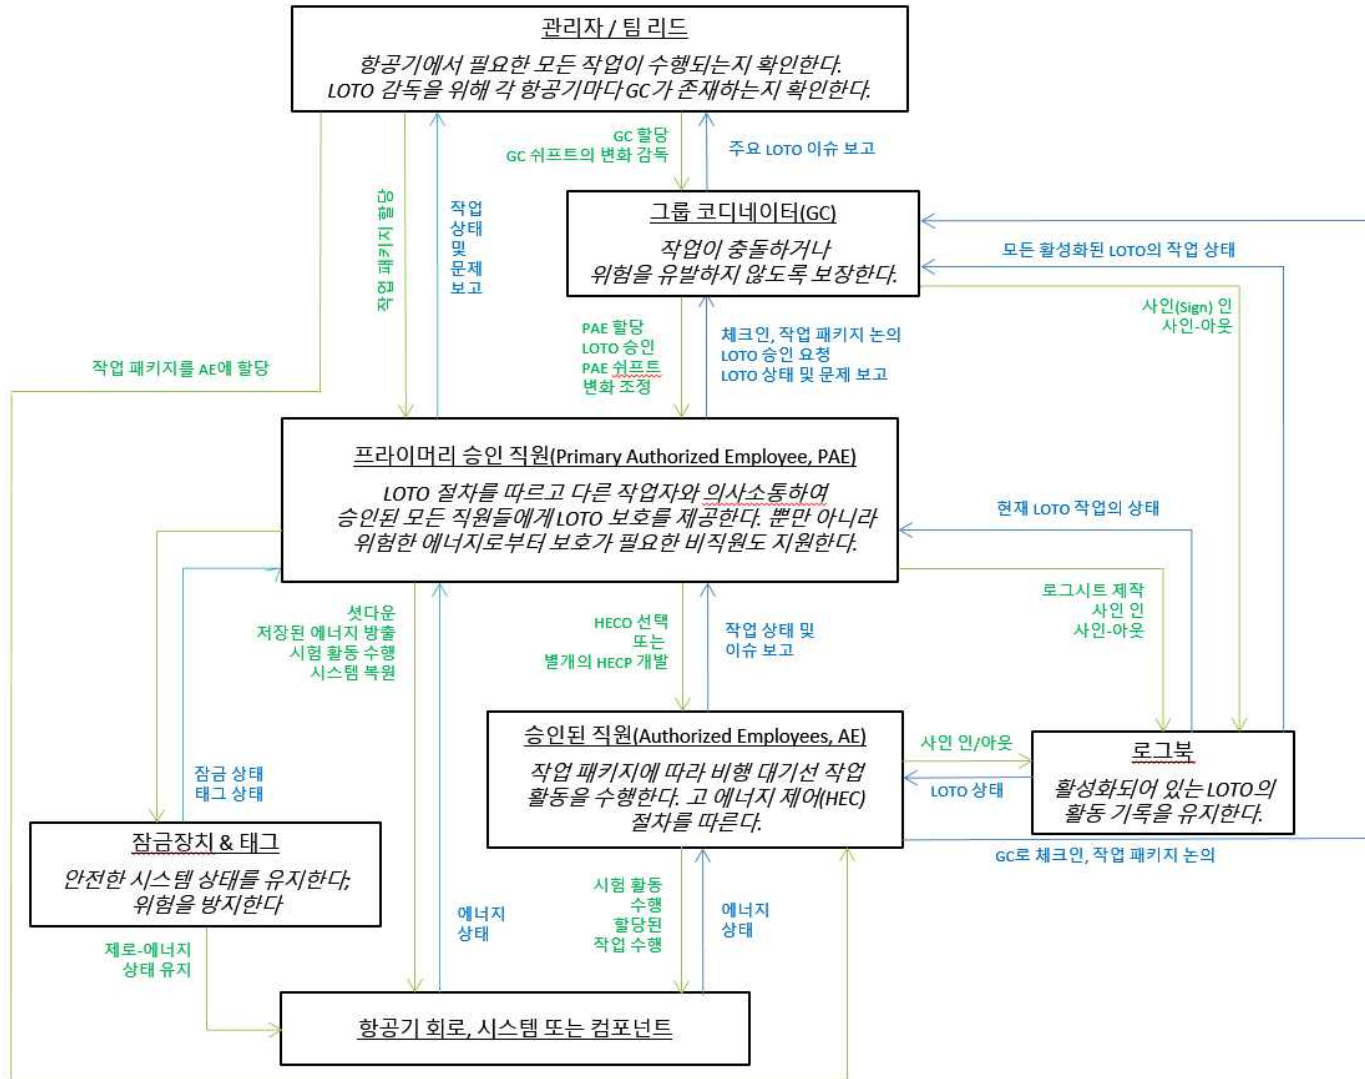 관리자 / 팀 리드
항공기에서 필요한 모든 작업이 수행되는지 확인한다.
LOTO 감독을 위해 각 항공기마다 GC가 존재하는지 확인한다.
GC 할당
GC 쉬프트의 변화 감독
주요 LOTO 이슈 보고
작업 패키지 할당
작업
상태
및
문제
보고
그룹 코디네이터(GC)
작업이 충돌하거나
위험을 유발하지 않도록 보장한다.
모든 활성화된 LOTO의 작업 상태
사인(Sign) 인
사인-아웃
작업 패키지를 AE에 할당
PAE 할당
LOTO 승인
PAE 쉬프트
변화 조정
체크인, 작업 패키지 논의
LOTO 승인 요청
LOTO 상태 및 문제 보고
프라이머리 승인 직원(Primary Authorized Employee, PAE)
LOTO 절차를 따르고 다른 작업자와 의사소통하여
승인된 모든 직원들에게 LOTO 보호를 제공한다. 뿐만 아니라
위험한 에너지로부터 보호가 필요한 비직원도 지원한다.
현재 LOTO 작업의 상태
셧다운
저장된 에너지 방출
시험 활동 수행
시스템 복원
HECO 선택
또는
별개의 HECP 개발
작업 상태 및
이슈 보고
로그시트 제작
사인 인
사인-아웃
잠금 상태
태그 상태
승인된 직원(Authorized Employees, AE)
작업 패키지에 따라 비행 대기선 작업
활동을 수행한다. 고 에너지 제어(HEC)
절차를 따른다.
사인 인/아웃
LOTO 상태
로그북
활성화되어 있는 LOTO의
활동 기록을 유지한다.
GC로 체크인, 작업 패키지 논의
잠금장치 & 태그
안전한 시스템 상태를 유지한다;
위험을 방지한다
제로-에너지
상태 유지
에너지
상태
시험 활동
수행
할당된
작업 수행
에너지
상태
항공기 회로, 시스템 또는 컴포넌트